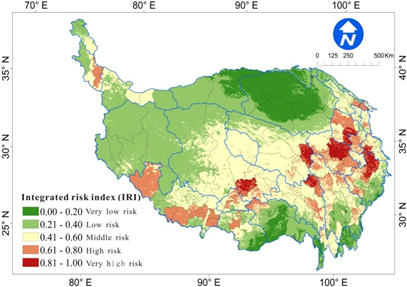 70° E 80° E 90° E 100° E
N
0 125 250 500Km
35° N
30° N
25° N
40° N
35° N
30° N
Integrated risk index (IRI)
0.00 - 0.20 Very low risk
0.21 - 0.40 Low risk
0.41 - 0.60 Middle risk
0.61 - 0.80 High risk
0.81 - 1.00 Very high risk
80° E 90° E 100° E